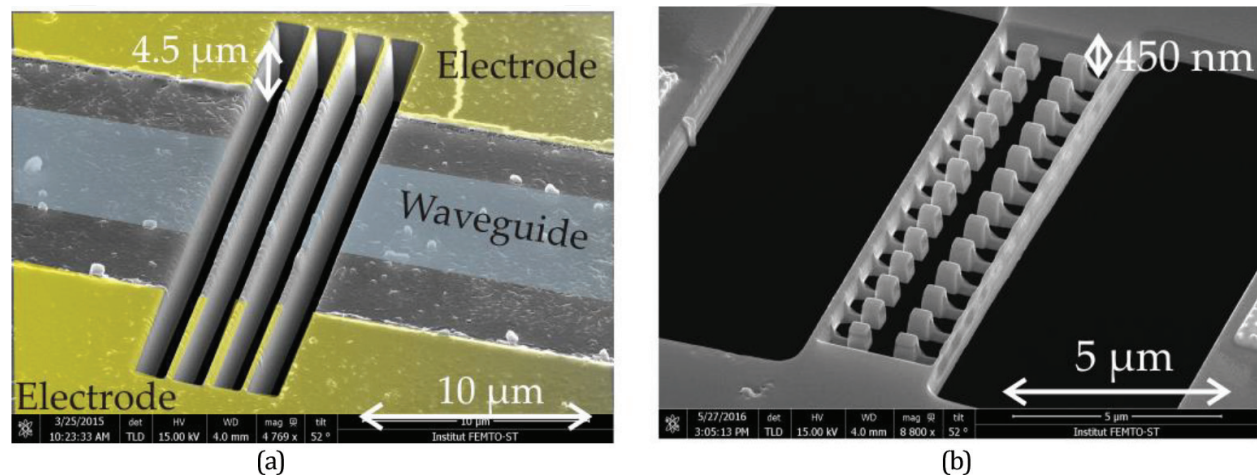 4.5 µm
Electrode
Waveguide
Electrode
10 µm
3/25/2015 det HV WD mag tilt 10 µm
10:23:33 AM TLD 15.00 kV 4.0 mm 4 769 x 52 ° Institut FEMTO-ST
(a)
450 nm
5 µm
5/27/2016 det HV WD mag tilt 5 µm
3:05:13 PM TLD 15.00 kV 4.0 mm 8 800 x 52 ° Institut FEMTO-ST
(b)